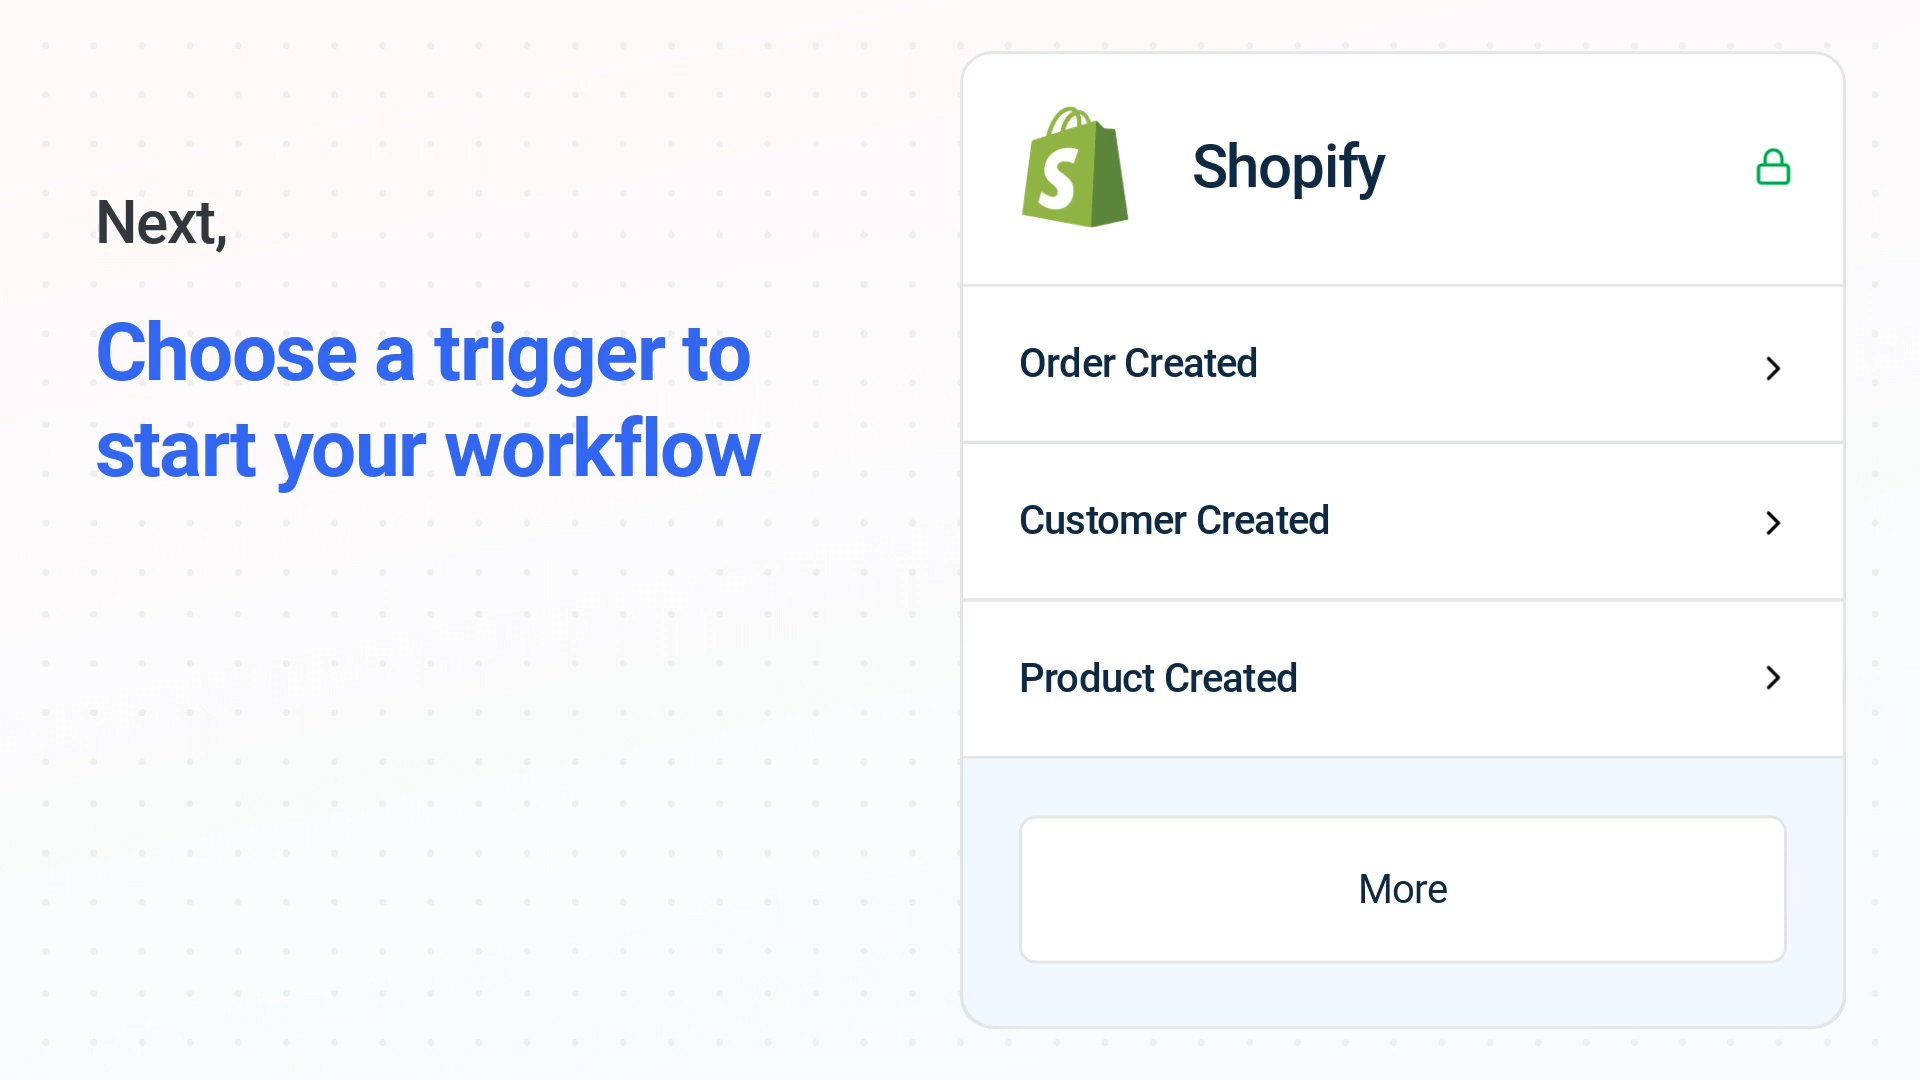 Next,
Choose a trigger to
start your workflow
S
Shopify
Order Created
Customer Created
Product Created
More